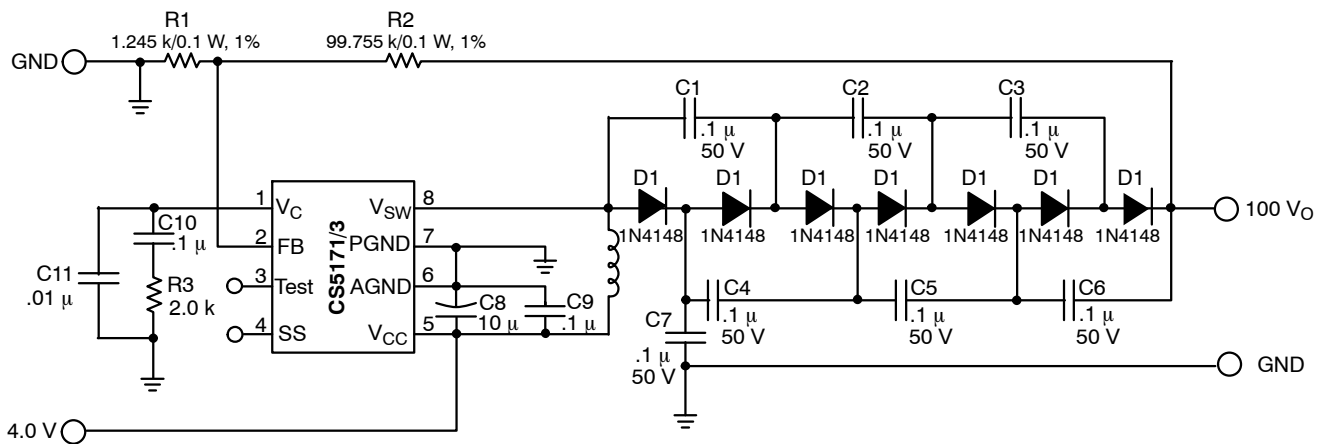 R1
1.245 k/0.1 W, 1%
R2
99.755 k/0.1 W, 1%
GND
C1
.1 μ
50 V
C2
.1 μ
50 V
C3
.1 μ
50 V
D1
1N4148
D1
1N4148
D1
1N4148
D1
1N4148
D1
1N4148
D1
1N4148
D1
1N4148
100 VO
1
VC
VSW
8
C10
.1 μ
2
FB
PGND
7
C11
.01 μ
R3
2.0 k
3
Test
AGND
6
4
SS
VCC
5
CS5171/3
C8
10 μ
C9
.1 μ
C4
.1 μ
50 V
C5
.1 μ
50 V
C6
.1 μ
50 V
C7
.1 μ
50 V
GND
4.0 V